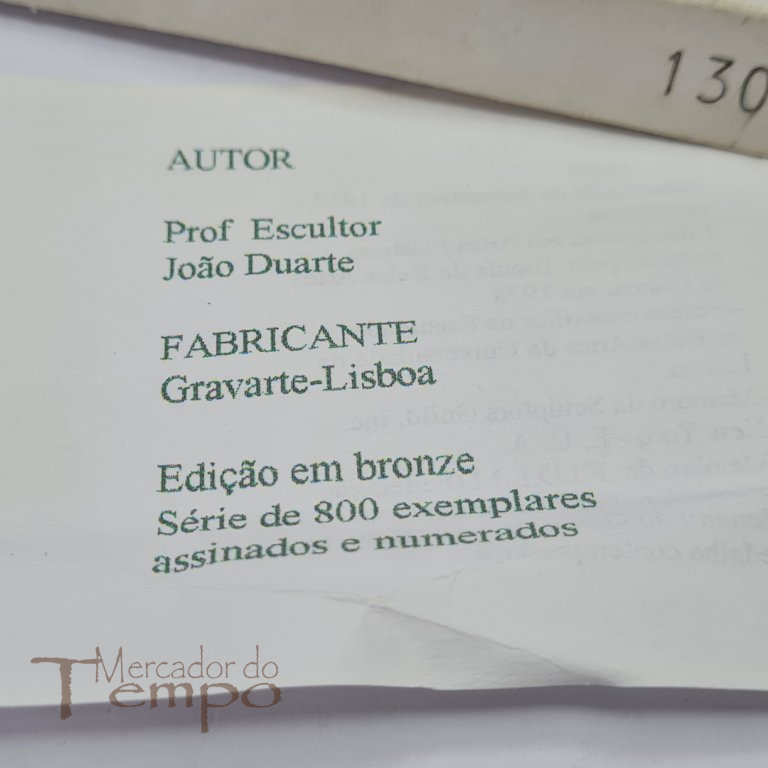 130
AUTOR
Prof Escultor
João Duarte
FABRICANTE
Gravarte-Lisboa
Edição em bronze
Série de 800 exemplares
assinados e numerados
Mercador do
Tempo